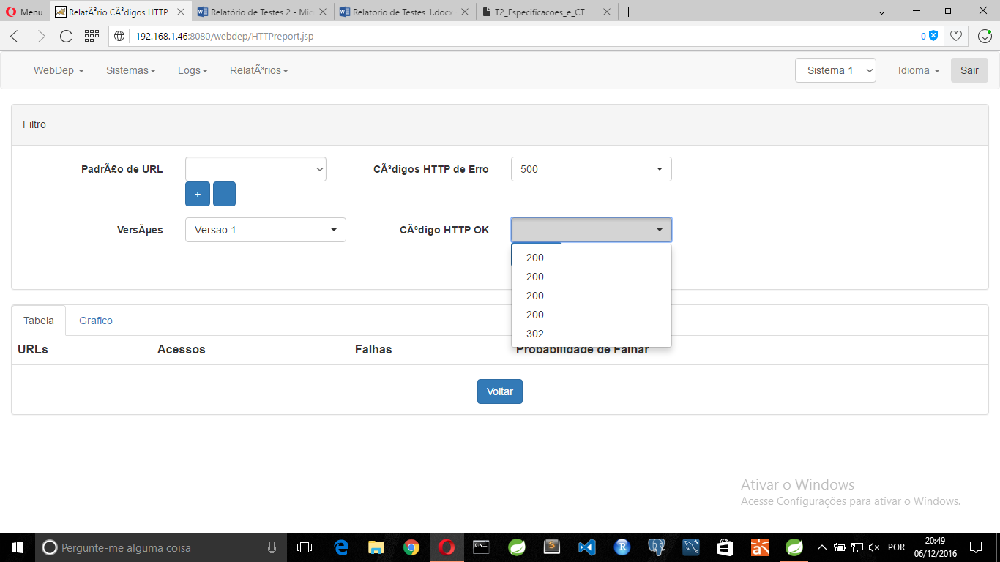 Menu
RelatÃ³rio CÃ³digos HTTP
Relatório de Testes 2 - Mic
Relatorio de Testes 1.docx
T2_Especificacoes_e_CT
192.168.1.46:8080/webdep/HTTPreport.jsp
0
WebDep
Sistemas
Logs
RelatÃ³rios
Sistema 1
Idioma
Sair
Filtro
PadrÃ£o de URL
CÃ³digos HTTP de Erro
500
+
-
VersÃµes
Versao 1
CÃ³digo HTTP OK
200
200
200
200
302
Tabela
Grafico
URLs
Acessos
Falhas
Probabilidade de Falhar
Voltar
Ativar o Windows
Acesse Configurações para ativar o Windows.
Pergunte-me alguma coisa
POR
20:49
06/12/2016